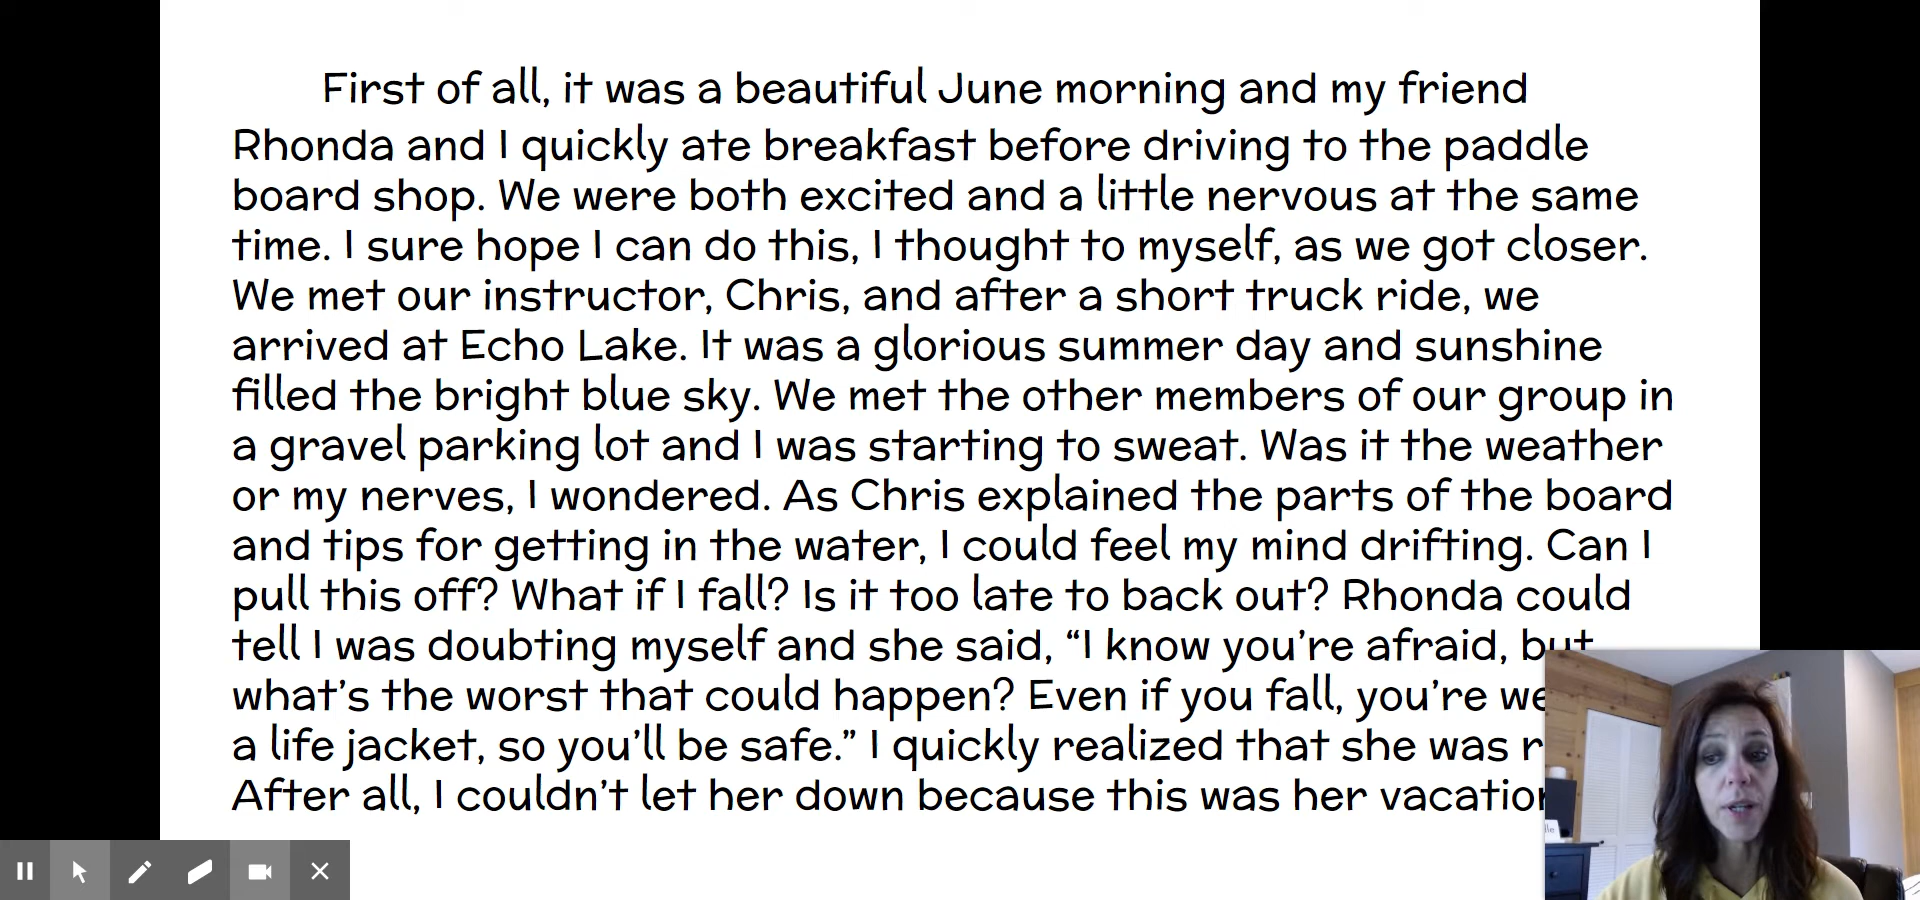 First of all, it was a beautiful June morning and my friend
Rhonda and I quickly ate breakfast before driving to the paddle
board shop. We were both excited and a little nervous at the same
time. I sure hope I can do this, I thought to myself, as we got closer.
We met our instructor, Chris, and after a short truck ride, we
arrived at Echo Lake. It was a glorious summer day and sunshine
filled the bright blue sky. We met the other members of our group in
a gravel parking lot and I was starting to sweat. Was it the weather
or my nerves, I wondered. As Chris explained the parts of the board
and tips for getting in the water, I could feel my mind drifting. Can I
pull this off? What if I fall? Is it too late to back out? Rhonda could
tell I was doubting myself and she said, “I know you’re afraid, but
what’s the worst that could happen? Even if you fall, you’re
a life jacket, so you’ll be safe.” I quickly realized that she was
After all, I couldn’t let her down because this was her